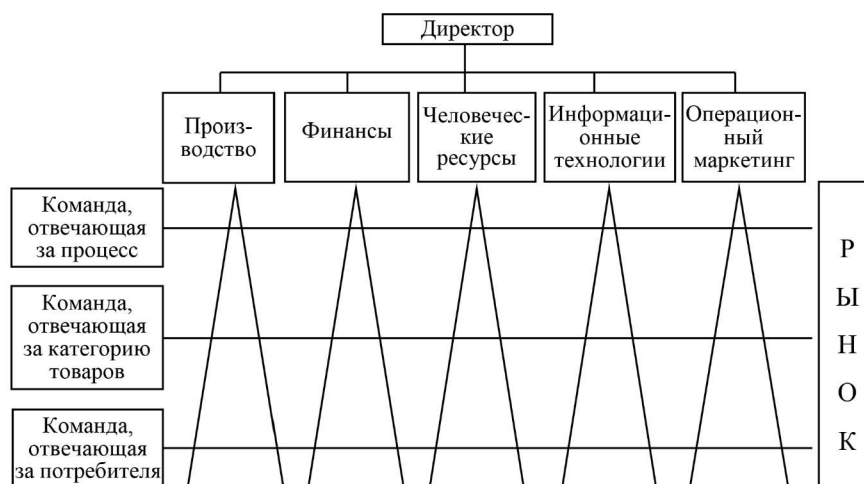 Директор
Произ-
водство
Финансы
Человечес-
кие
ресурсы
Информаци-
онные
технологии
Операцион-
ный
маркетинг
Команда,
отвечающая
за процесс
Команда,
отвечающая
за категорию
товаров
Команда,
отвечающая
за потребителя
Р
Ы
Н
О
К